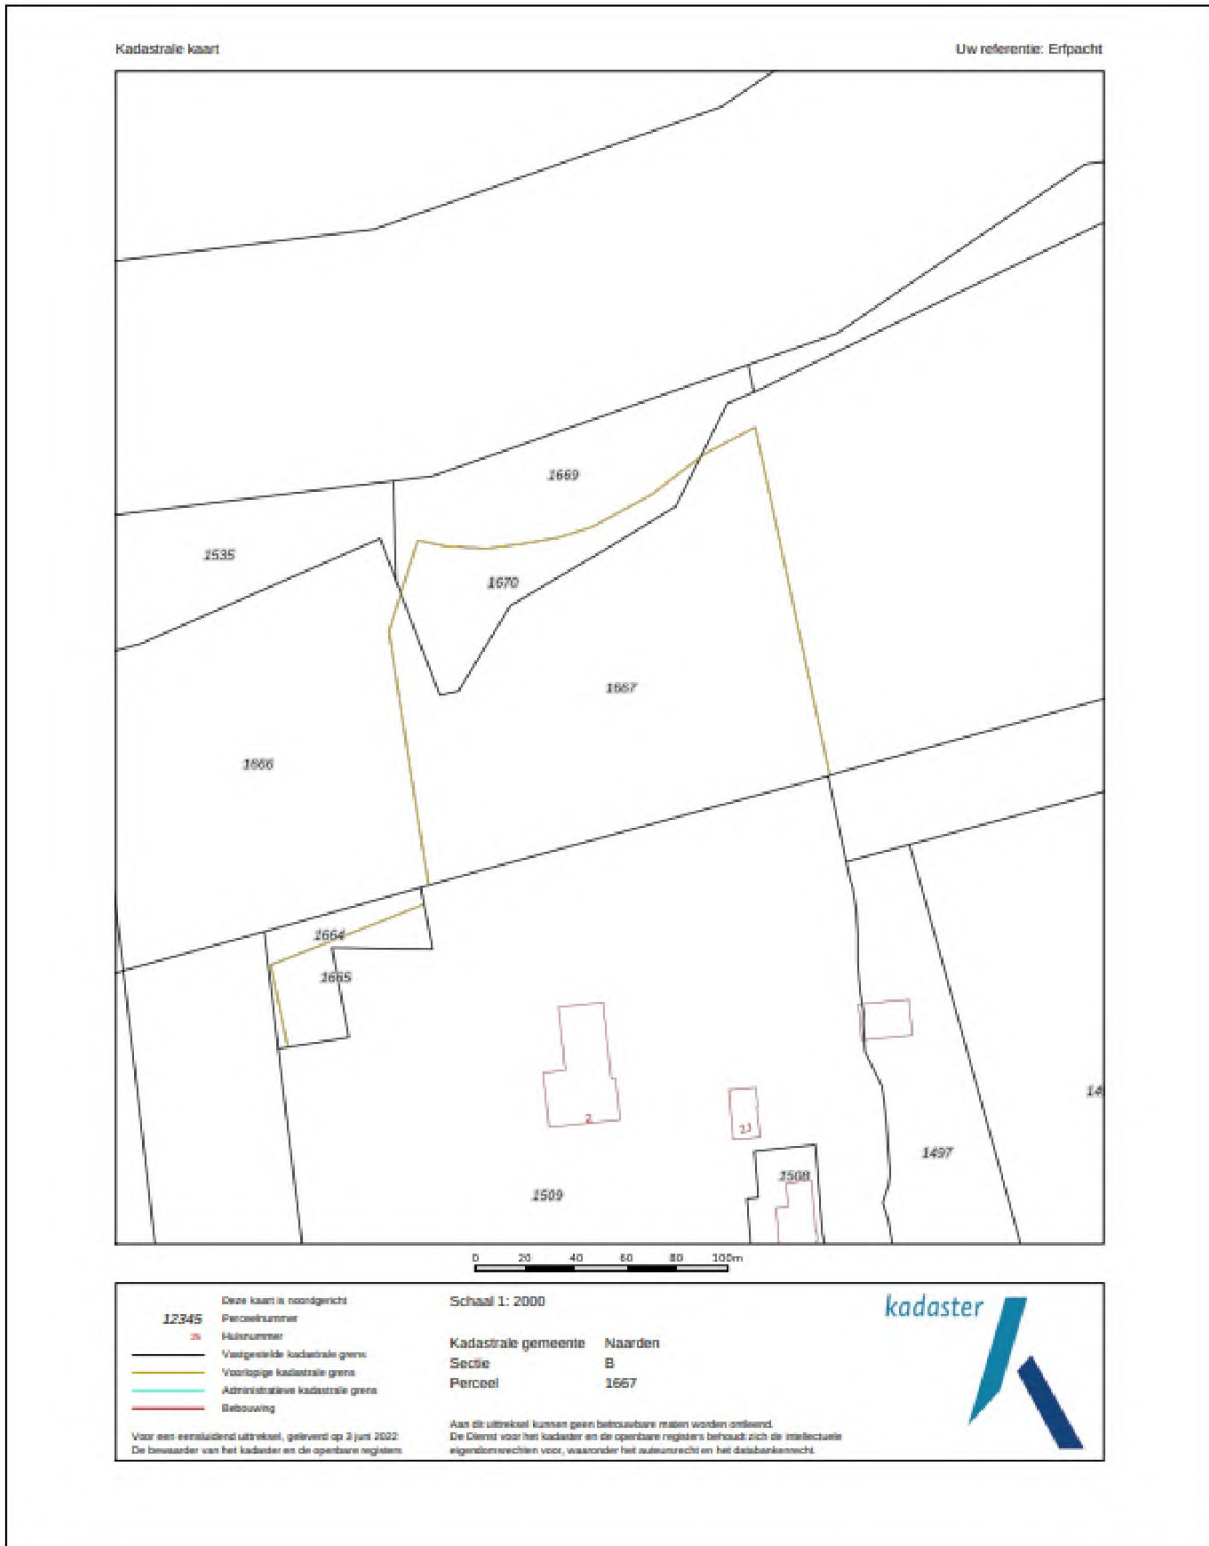 Kadastrale kaart
Uw referentie: Erfpacht
1669
1535
1670
1667
1666
1664
1665
2
2J
1497
1508
1509
0 20 40 60 80 100m
Deze kaart is noordgericht
12345 Perceelnummer
25 Huisnummer
Vastgestelde kadastrale grens
Voorlopige kadastrale grens
Administratieve kadastrale grens
Bebouwing
Voor een eensluidend uittreksel, geleverd op 3 juni 2022
De bewaarder van het kadaster en de openbare registers
Schaal 1: 2000
Kadastrale gemeente Naarden
Sectie B
Perceel 1667
Aan dit uittreksel kunnen geen betrouwbare maten worden ontleend.
De Dienst voor het kadaster en de openbare registers behoudt zich de intellectuele
eigendomsrechten voor, waaronder het auteursrecht en het databankenrecht.
kadaster